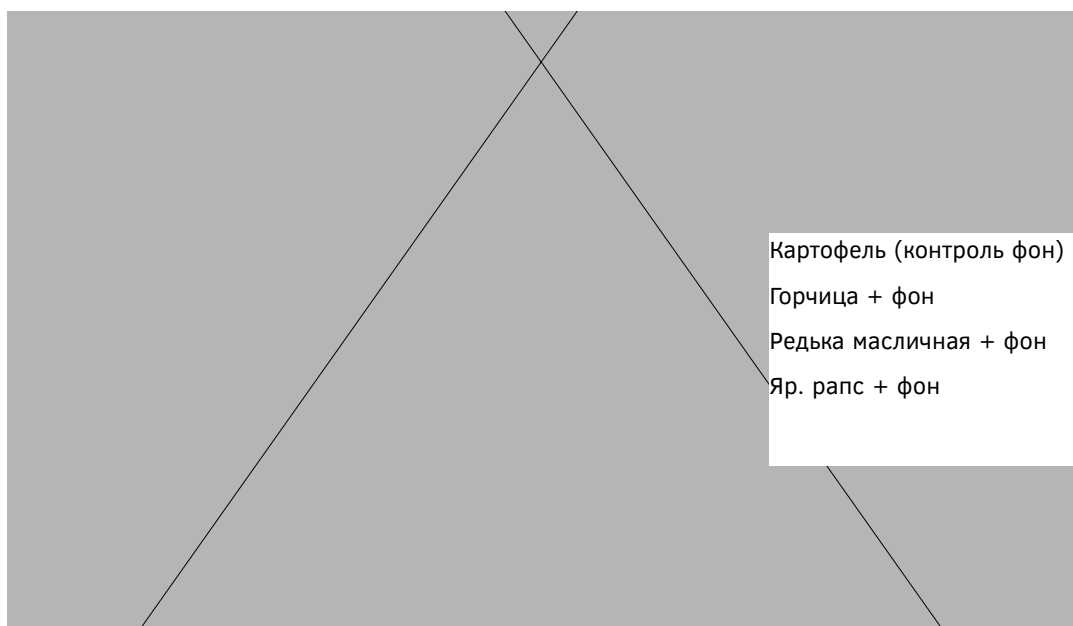 Картофель (контроль фон)
Горчица + фон
Редька масличная + фон
Яр. рапс + фон